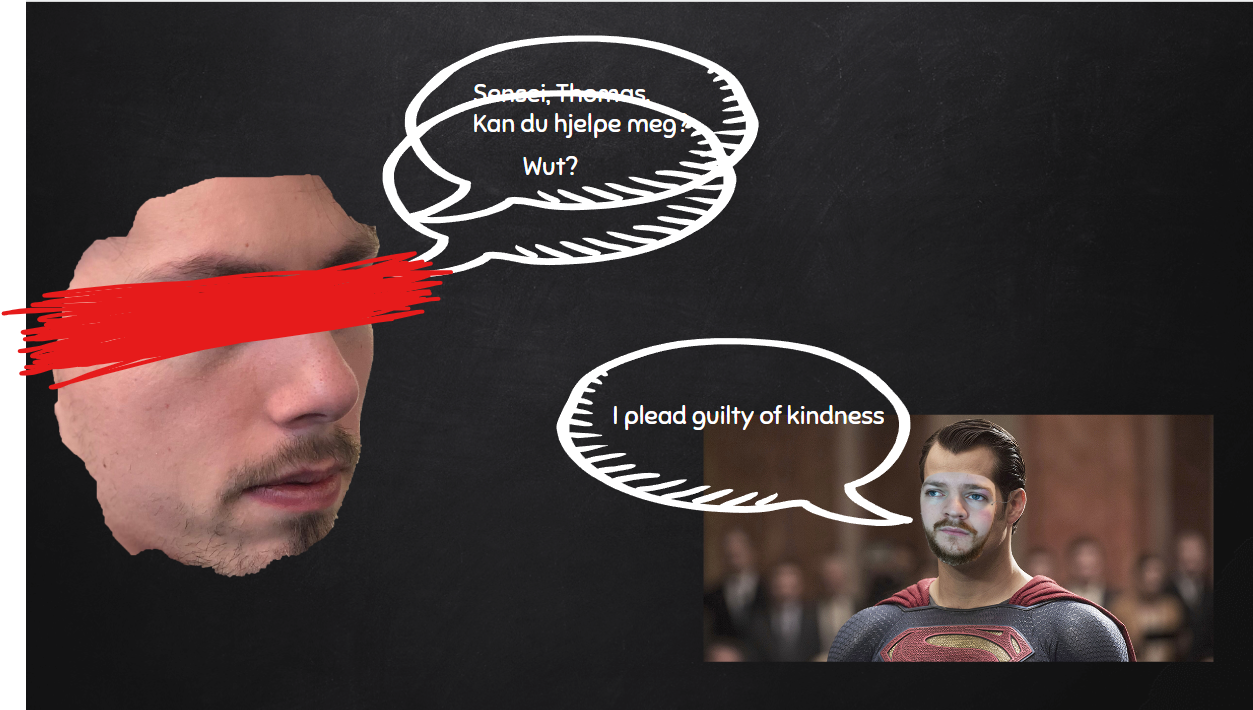 Sensei, Thomas.
Kan du hjelpe meg?
Wut?
I plead guilty of kindness